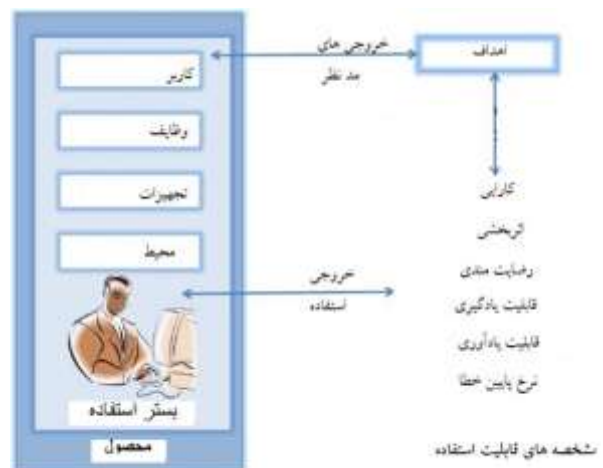 اهداف
خروجی های
مد نظر
کاربر
وظایف
تجهیزات
محیط
کارایی
اثربخشی
رضایت مندی
قابلیت یادگیری
قابلیت یادآوری
نرخ پایین خطا
خروجی
استفاده
بستر استفاده
محصول
مشخصه های قابلیت استفاده